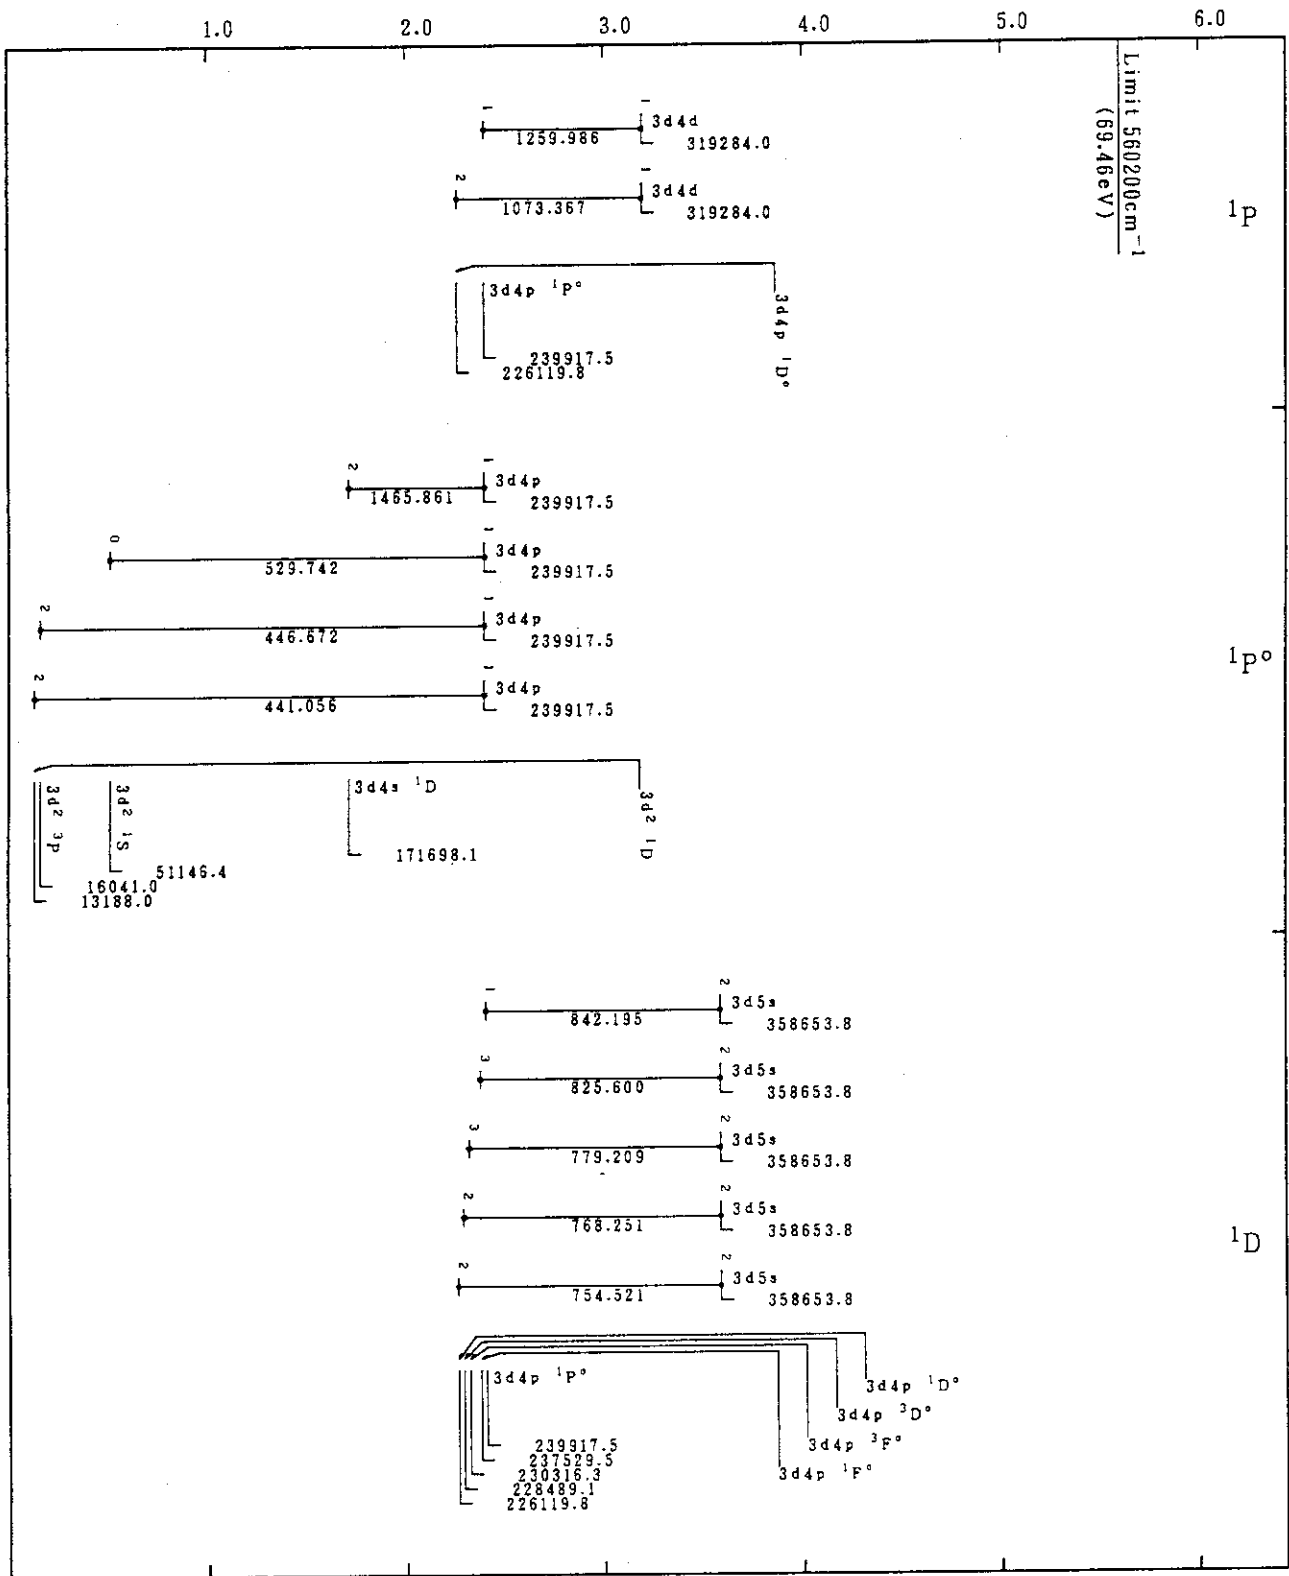 1.0 2.0 3.0 4.0 5.0 6.0
Limit 560200cm⁻¹
(69.46eV)
¹P
1 1 3d4d
1259.986 319284.0
2 1 3d4d
1073.367 319284.0
3d4p ¹P° 3d4p ¹D°
239917.5
226119.8
¹P°
2 1 3d4p
1465.861 239917.5
0 1 3d4p
529.742 239917.5
2 1 3d4p
446.672 239917.5
2 1 3d4p
441.056 239917.5
3d² ³P 3d² ¹S 3d4s ¹D 3d² ¹D
171698.1
51146.4
16041.0
13188.0
¹D
1 2 3d5s
842.195 358653.8
3 2 3d5s
825.600 358653.8
3 2 3d5s
779.209 358653.8
2 2 3d5s
768.251 358653.8
2 2 3d5s
754.521 358653.8
3d4p ¹P° 3d4p ¹D°
3d4p ³D°
3d4p ³F°
3d4p ¹F°
239917.5
237529.5
230316.3
228489.1
226119.8